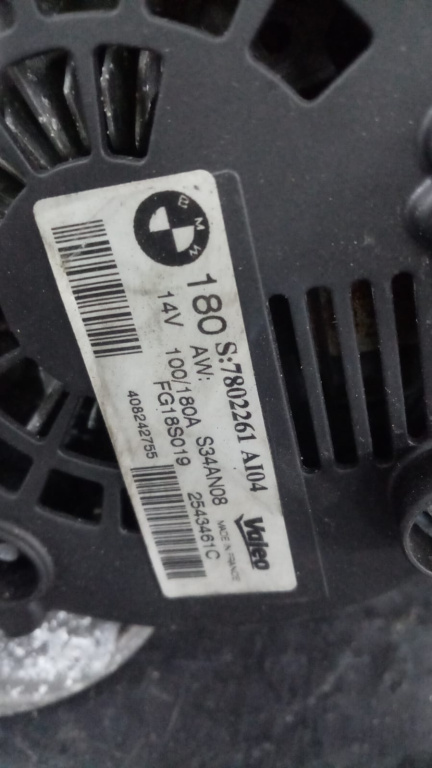 BMW
180 S:7802261 AI04
AW:
14V 100/180A S34AN08 Valeo
FG18S019 2543461C MADE IN FRANCE
408242755